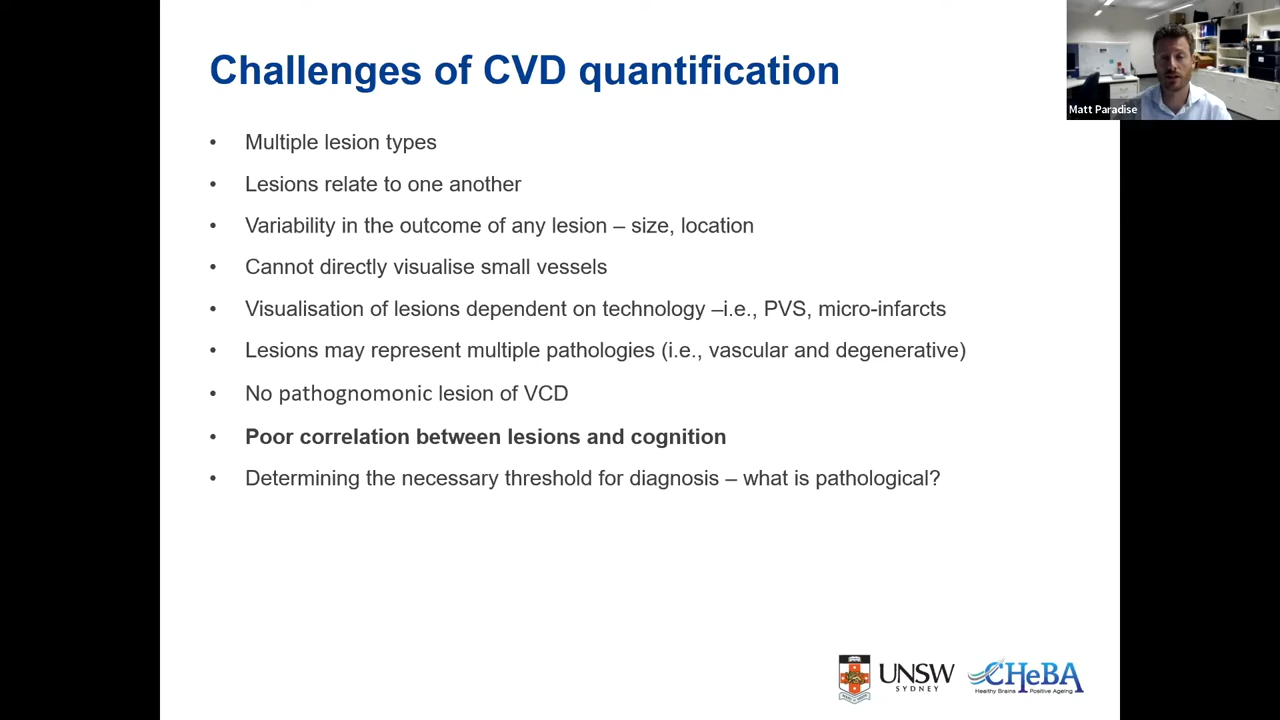 Challenges of CVD quantification
Matt Paradise
• Multiple lesion types
• Lesions relate to one another
• Variability in the outcome of any lesion – size, location
• Cannot directly visualise small vessels
• Visualisation of lesions dependent on technology –i.e., PVS, micro-infarcts
• Lesions may represent multiple pathologies (i.e., vascular and degenerative)
• No pathognomonic lesion of VCD
• Poor correlation between lesions and cognition
• Determining the necessary threshold for diagnosis – what is pathological?
UNSW
SYDNEY
CHeBA
Healthy Brains Positive Ageing